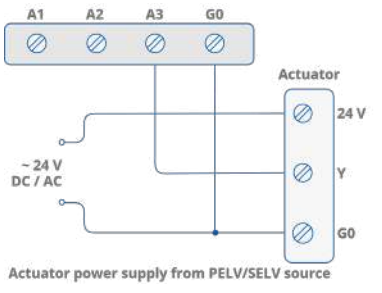 A1 A2 A3 G0
Actuator
24 V
~ 24 V
DC / AC
Y
G0
Actuator power supply from PELV/SELV source